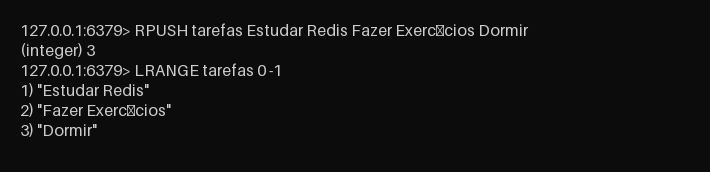 127.0.0.1:6379> RPUSH tarefas Estudar Redis Fazer Exerc□cios Dormir
(integer) 3
127.0.0.1:6379> LRANGE tarefas 0 -1
1) "Estudar Redis"
2) "Fazer Exerc□cios"
3) "Dormir"